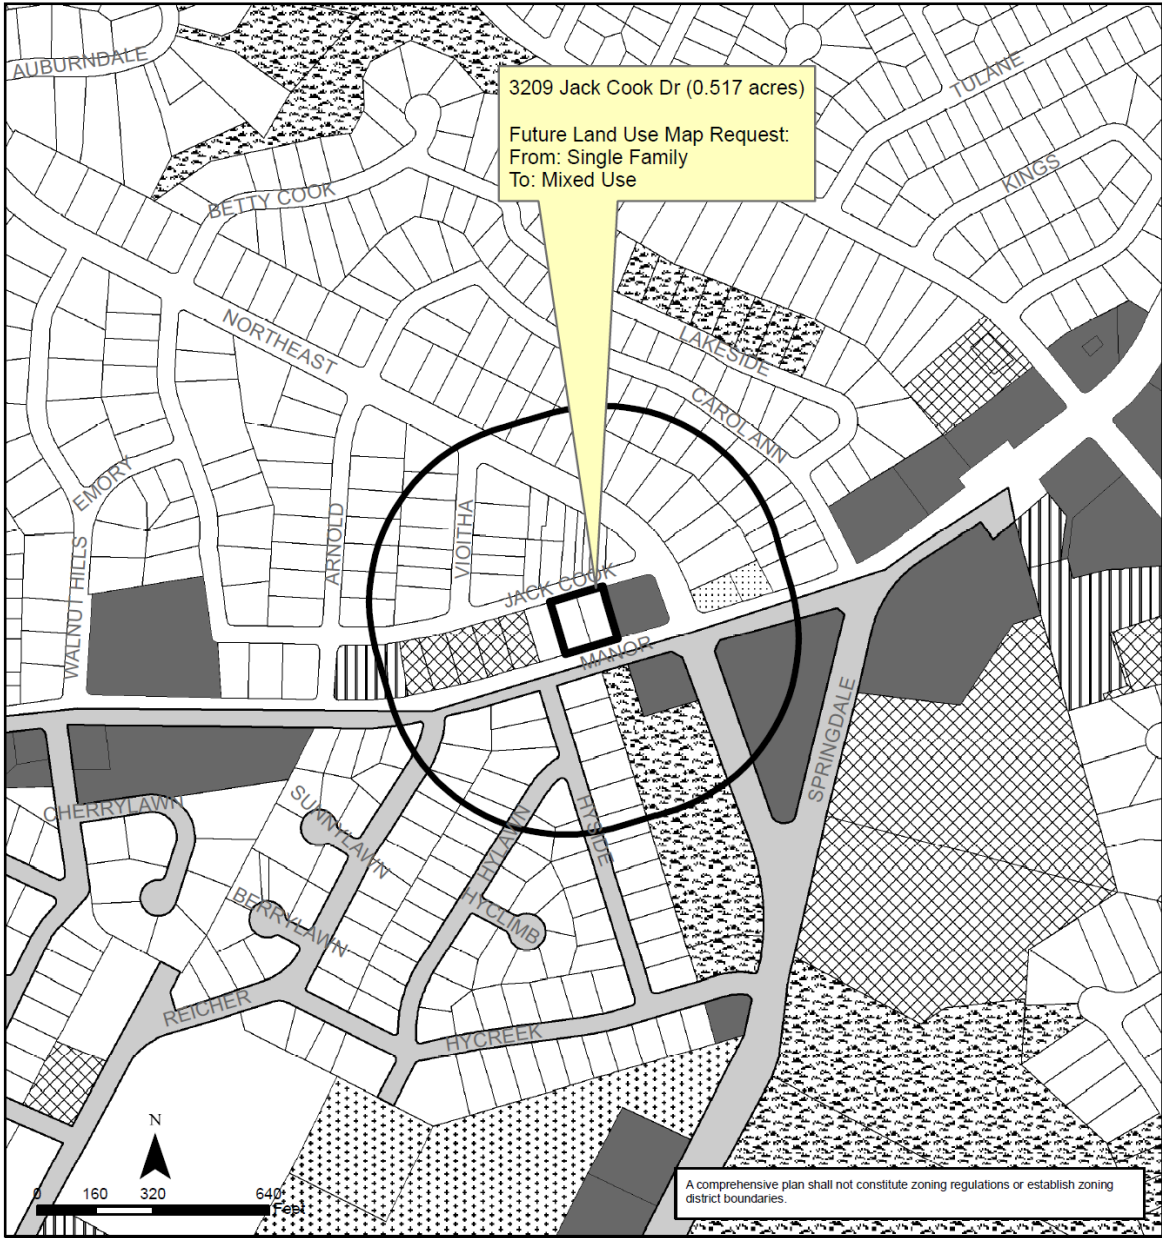 AUBURNDALE
TULANE
3209 Jack Cook Dr (0.517 acres)
Future Land Use Map Request:
From: Single Family
To: Mixed Use
KINGS
BETTY COOK
NORTHEAST
LAKESIDE
CAROL ANN
EMORY
ARNOLD
VIOITHA
WALNUT HILLS
JACK COOK
MANOR
SPRINGDALE
CHERRYLAWN
SUNNYLAWN
HYLAWN
HYSIDE
BERRYLAWN
HYCLIMB
REICHER
HYCREEK
N
0 160 320 640
Feet
A comprehensive plan shall not constitute zoning regulations or establish zoning
district boundaries.